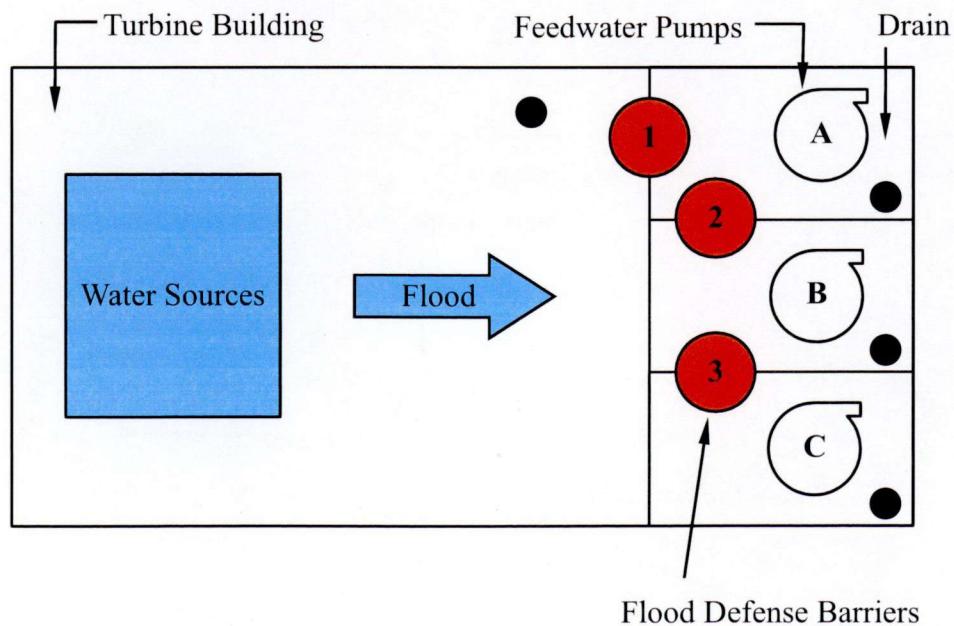 Turbine Building
Feedwater Pumps
Drain
1
A
2
Water Sources
Flood
B
3
C
Flood Defense Barriers